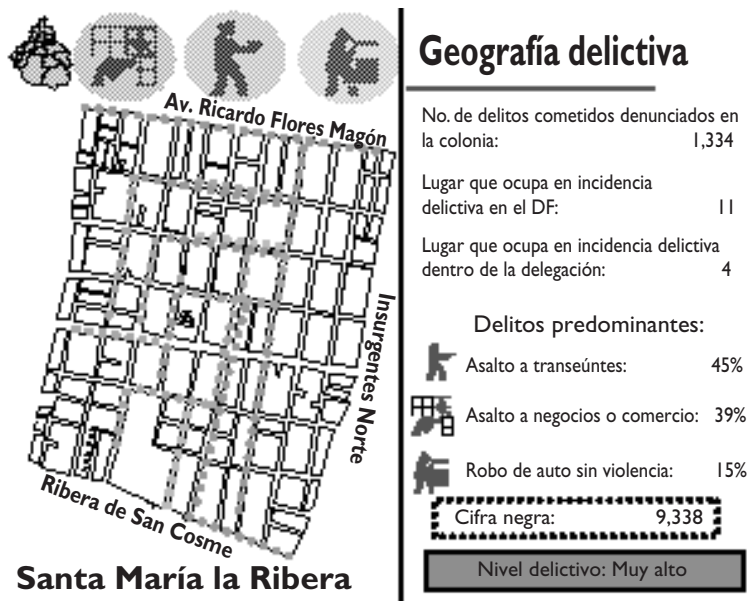 Av. Ricardo Flores Magón
Insurgentes Norte
Ribera de San Cosme
Santa María la Ribera
Geografía delictiva
No. de delitos cometidos denunciados en
la colonia: 1,334
Lugar que ocupa en incidencia
delictiva en el DF: 11
Lugar que ocupa en incidencia delictiva
dentro de la delegación: 4
Delitos predominantes:
Asalto a transeúntes: 45%
Asalto a negocios o comercio: 39%
Robo de auto sin violencia: 15%
Cifra negra: 9,338
Nivel delictivo: Muy alto